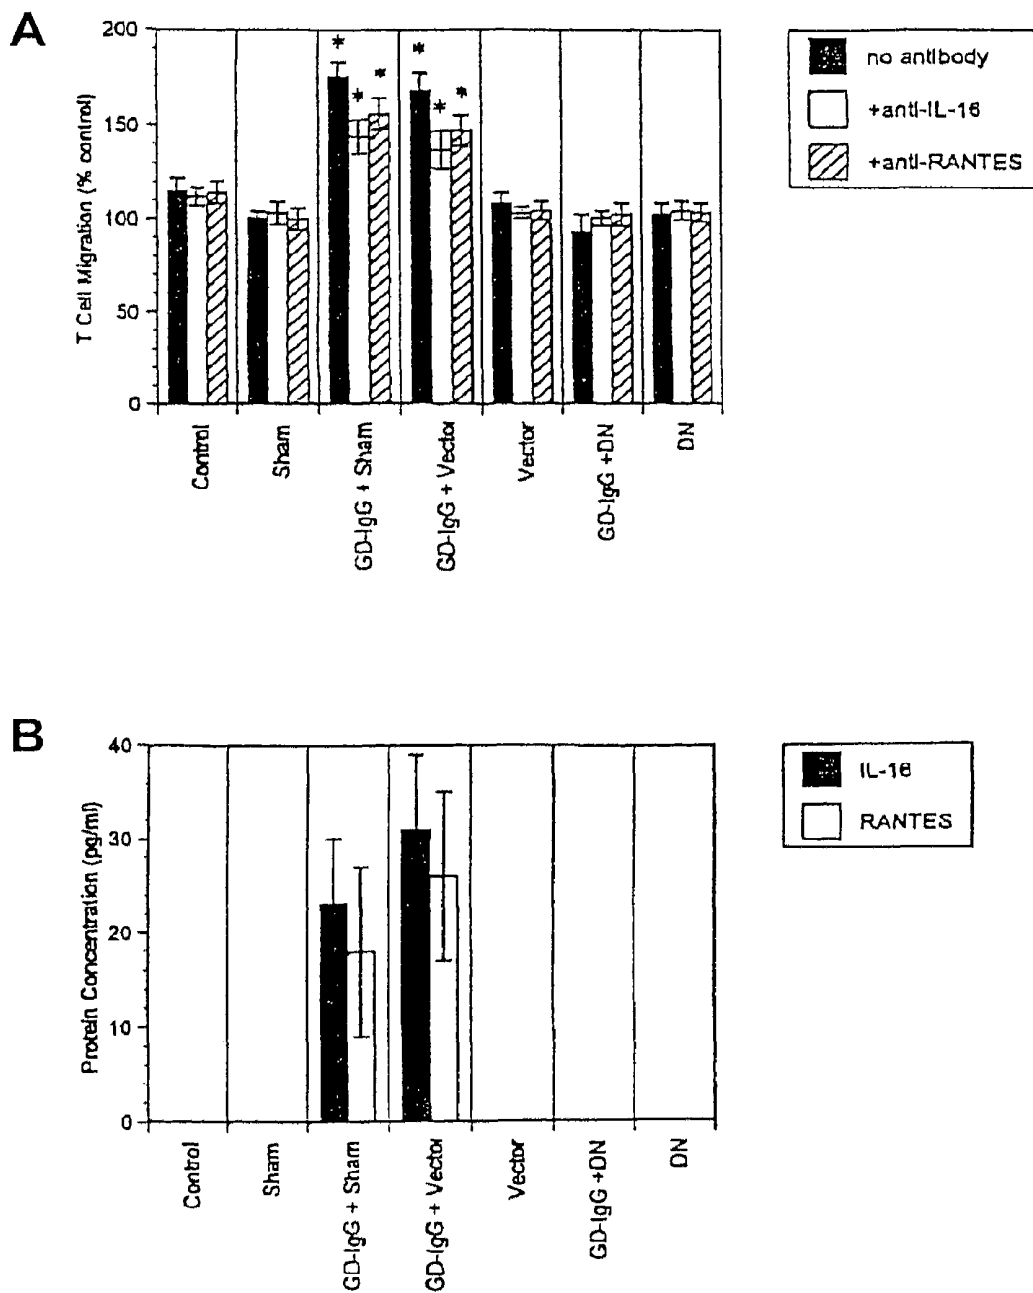 A
200
150
100
50
0
T Cell Migration (% control)
*
*
*
*
*
*
no antibody
+anti-IL-16
+anti-RANTES
Control
Sham
GD-IgG + Sham
GD-IgG + Vector
Vector
GD-IgG +DN
DN
B
40
30
20
10
0
Protein Concentration (pg/ml)
IL-16
RANTES
Control
Sham
GD-IgG + Sham
GD-IgG + Vector
Vector
GD-IgG +DN
DN